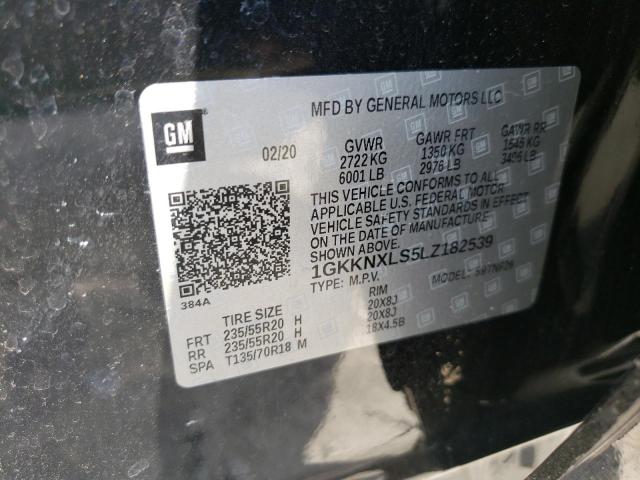 GM
MFD BY GENERAL MOTORS LLC
02/20
GVWR GAWR FRT GAWR RR
2722 KG 1350 KG 1545 KG
6001 LB 2976 LB 3406 LB
THIS VEHICLE CONFORMS TO ALL
APPLICABLE U.S. FEDERAL MOTOR
VEHICLE SAFETY STANDARDS IN EFFECT
ON THE DATE OF MANUFACTURE
SHOWN ABOVE.
1GKKNXLS5LZ182539
TYPE: M.P.V. MODEL:
384A
TIRE SIZE RIM
FRT 235/55R20 H 20X8J
RR 235/55R20 H 20X8J
SPA T135/70R18 M 18X4.5B